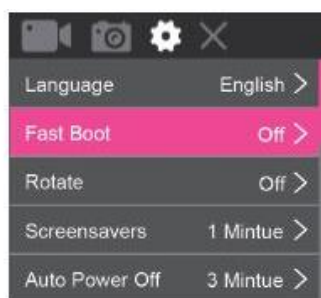 Language English >
Fast Boot Off >
Rotate Off >
Screensavers 1 Mintue >
Auto Power Off 3 Mintue >